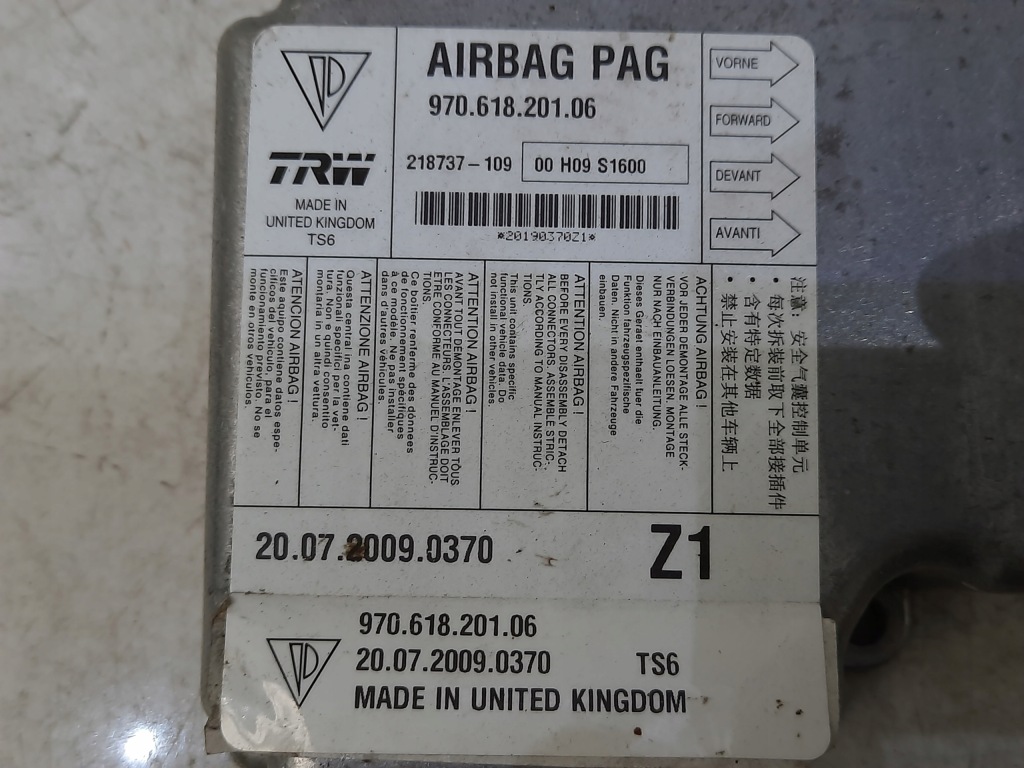 AIRBAG PAG
970.618.201.06
TRW
MADE IN
UNITED KINGDOM
TS6
218737-109
00 H09 S1600
*20190370Z1*
VORNE
FORWARD
DEVANT
AVANTI
注意: 安全气囊控制单元
• 每次拆装前取下全部接插件
• 含有特定数据
• 禁止安装在其他车辆上
ACHTUNG AIRBAG !
VOR JEDER DEMONTAGE ALLE STECK-
VERBINDUNGEN LOESEN. MONTAGE
NUR NACH EINBAUANLEITUNG.
Dieses Geraet enthaelt fuer die
Funktion fahrzeugspezifische
Daten. Nicht in andere Fahrzeuge
einbauen.
ATTENTION AIRBAG !
BEFORE EVERY DISASSEMBLY DETACH
ALL CONNECTORS. ASSEMBLE STRIC-
TLY ACCORDING TO MANUAL INSTRUC-
TIONS.
This unit contains specific
functional vehicle data. Do
not install in other vehicles.
ATTENTION AIRBAG !
AVANT TOUT DEMONTAGE ENLEVER TOUS
LES CONNECTEURS. L'ASSEMBLAGE DOIT
ETRE CONFORME AU MANUEL D'INSTRUC-
TIONS.
Ce boîtier renferme des données
de fonctionnement spécifiques
à ce module. Ne pas installer
dans d'autres véhicules.
ATTENZIONE AIRBAG !
Questa centralina contiene dati
funzionali specifici per la vet-
tura. Non è quindi consentito
montarla in un altra vettura.
ATENCION AIRBAG !
Este equipo contiene datos espe-
cíficos del vehículo, para el
funcionamiento previsto. No se
monte en otros vehículos.
20.07.2009.0370
Z1
970.618.201.06
20.07.2009.0370
TS6
MADE IN UNITED KINGDOM